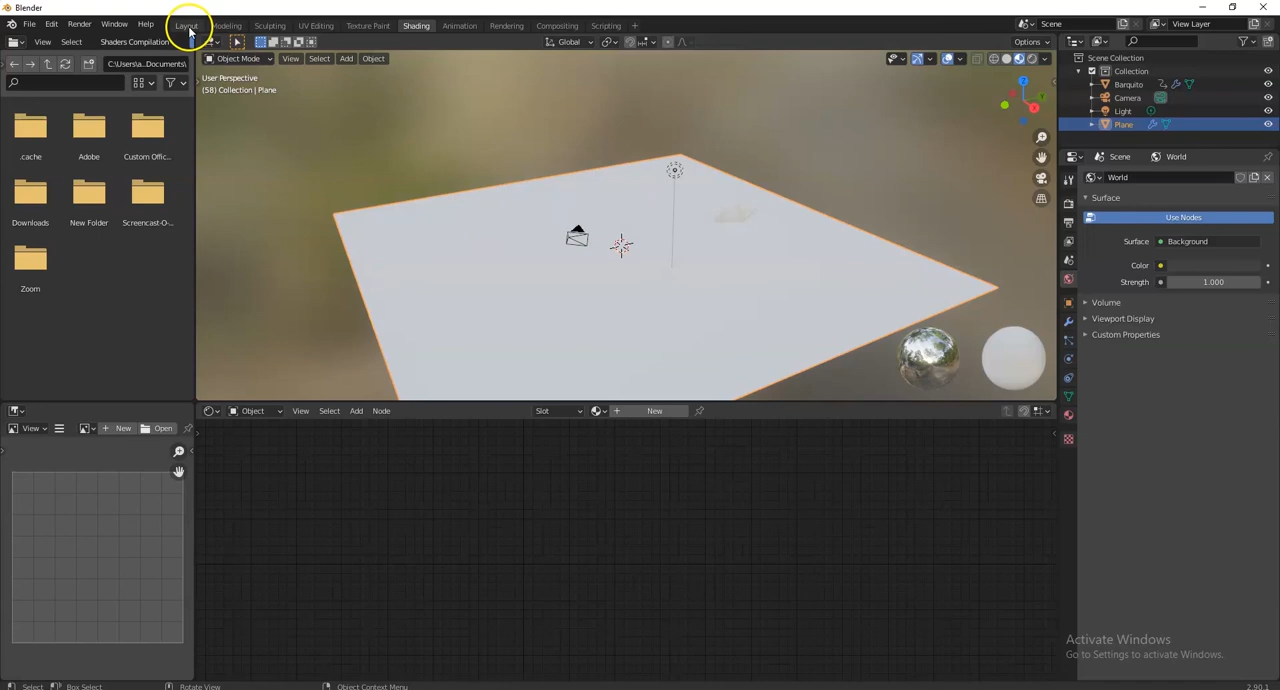 Blender
File Edit Render Window Help Layout Modeling Sculpting UV Editing Texture Paint Shading Animation Rendering Compositing Scripting + Scene View Layer
View Select Shaders Compilation Global Options
C:\Users\a...Documents\ Object Mode View Select Add Object Scene Collection
Collection
User Perspective
(58) Collection | Plane
Barquito
Camera
Light
Plane
.cache Adobe Custom Offic...
Scene World
World
Surface
Downloads New Folder Screencast-O-...
Use Nodes
Surface Background
Color
Strength 1.000
Zoom
Volume
Viewport Display
Custom Properties
Object View Select Add Node Slot + New
View + New Open
Activate Windows
Go to Settings to activate Windows.
Select Box Select Rotate View Object Context Menu 2.90.1